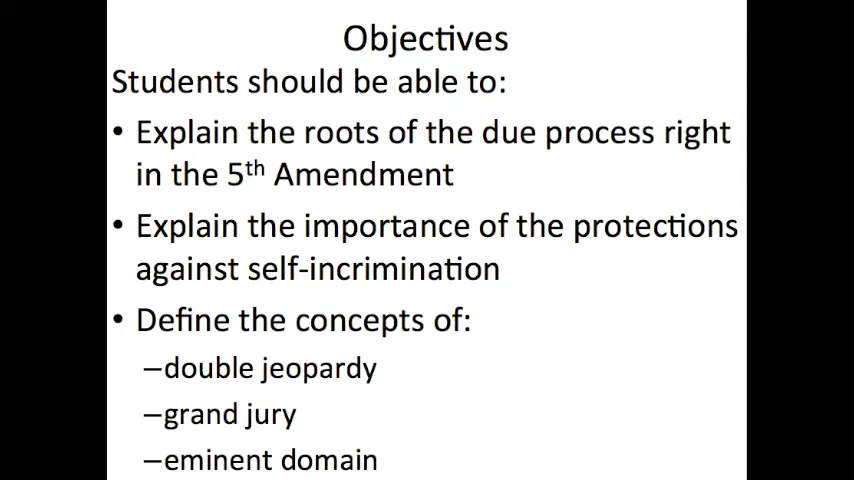 Objectives
Students should be able to:
• Explain the roots of the due process right
in the 5th Amendment
• Explain the importance of the protections
against self-incrimination
• Define the concepts of:
–double jeopardy
–grand jury
–eminent domain